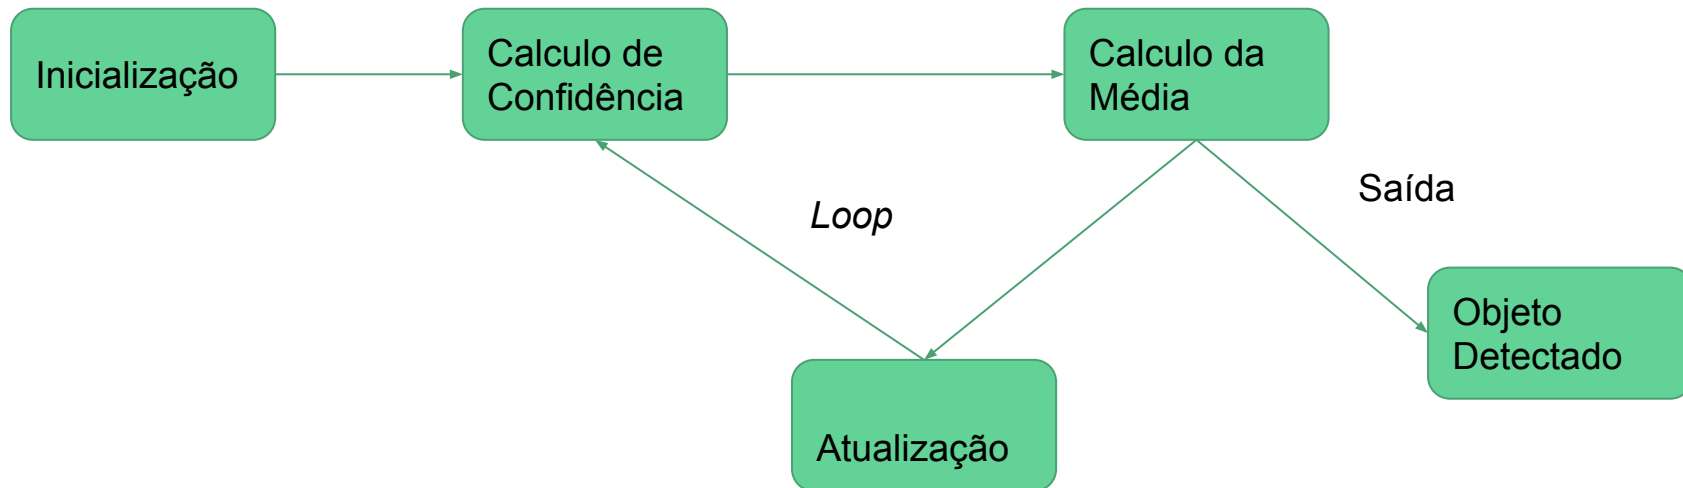 Inicialização
Calculo de
Confidência
Calculo da
Média
Saída
Loop
Objeto
Detectado
Atualização